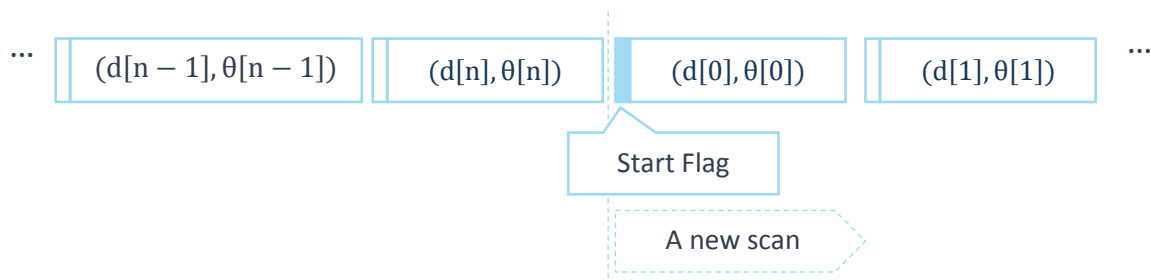 ... (d[n − 1], θ[n − 1]) (d[n], θ[n]) (d[0], θ[0]) (d[1], θ[1]) ...
Start Flag
A new scan